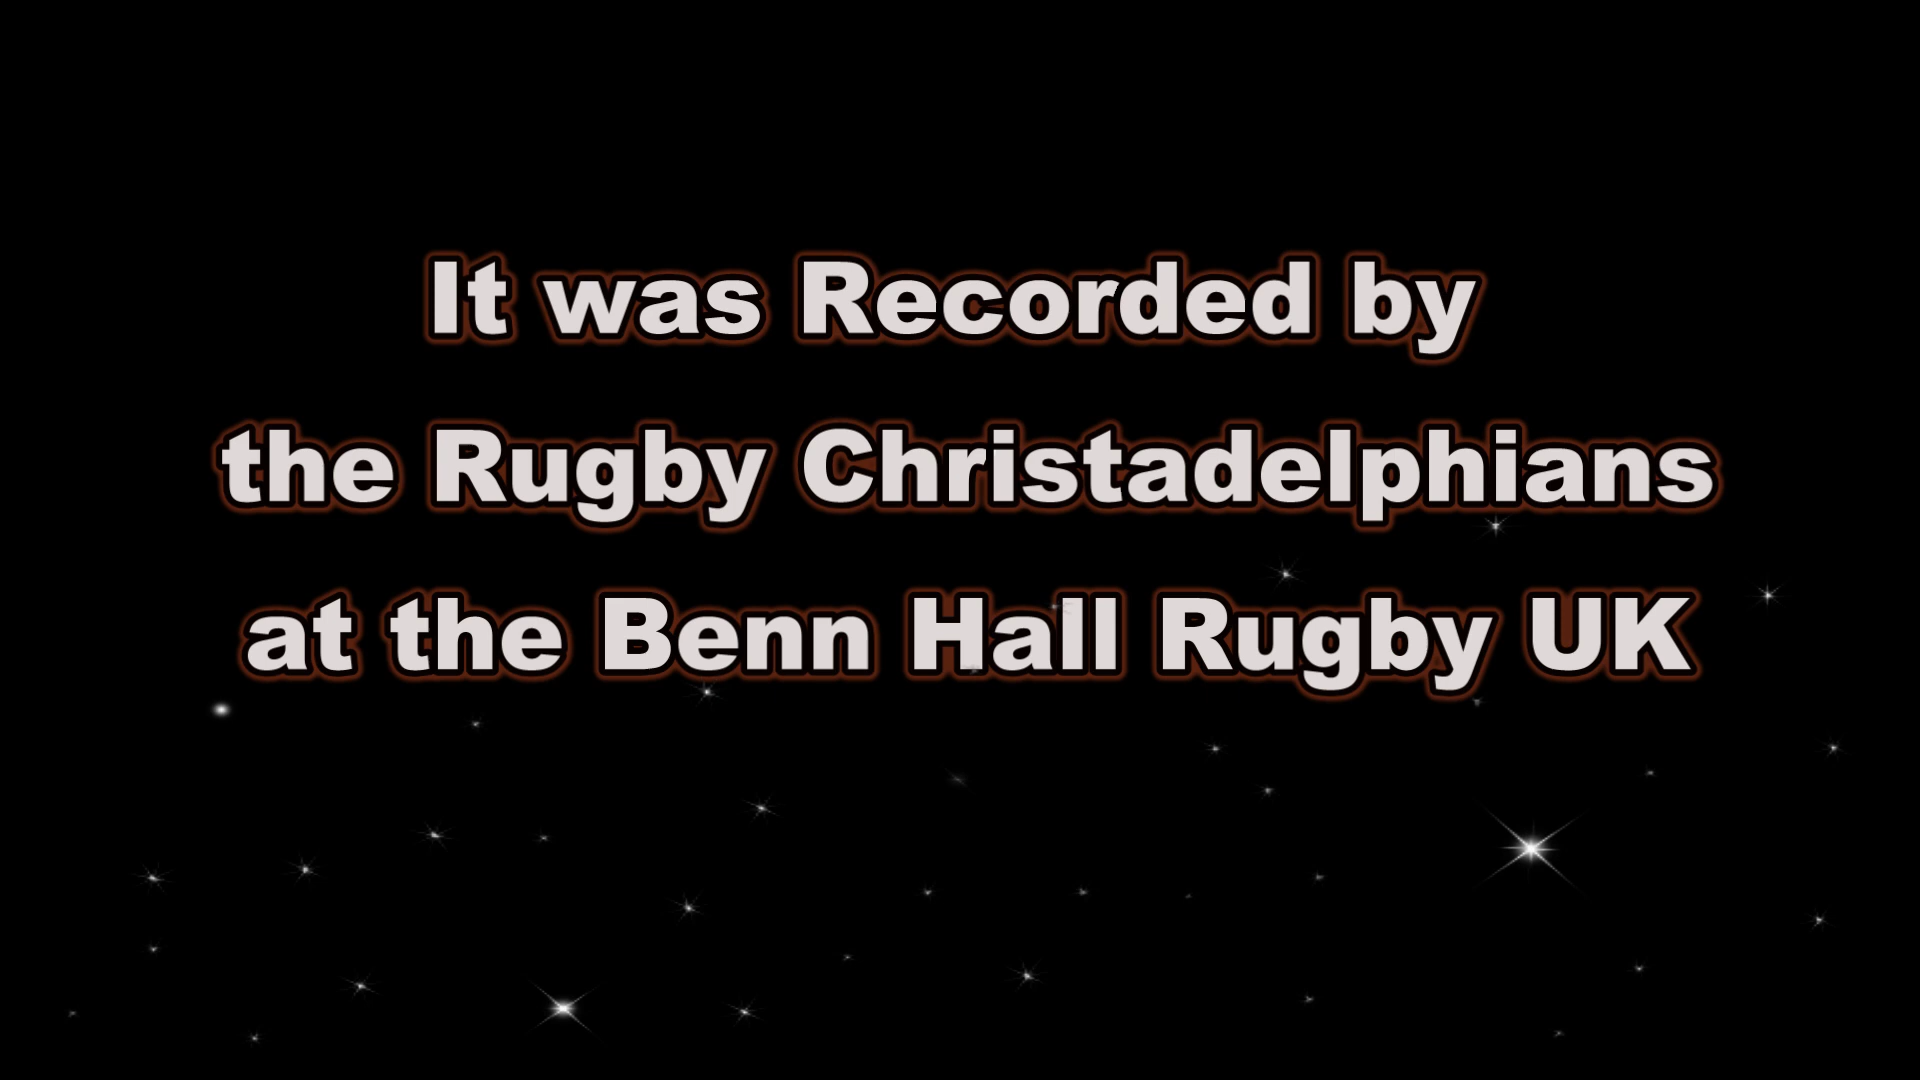 It was Recorded by
the Rugby Christadelphians
at the Benn Hall Rugby UK